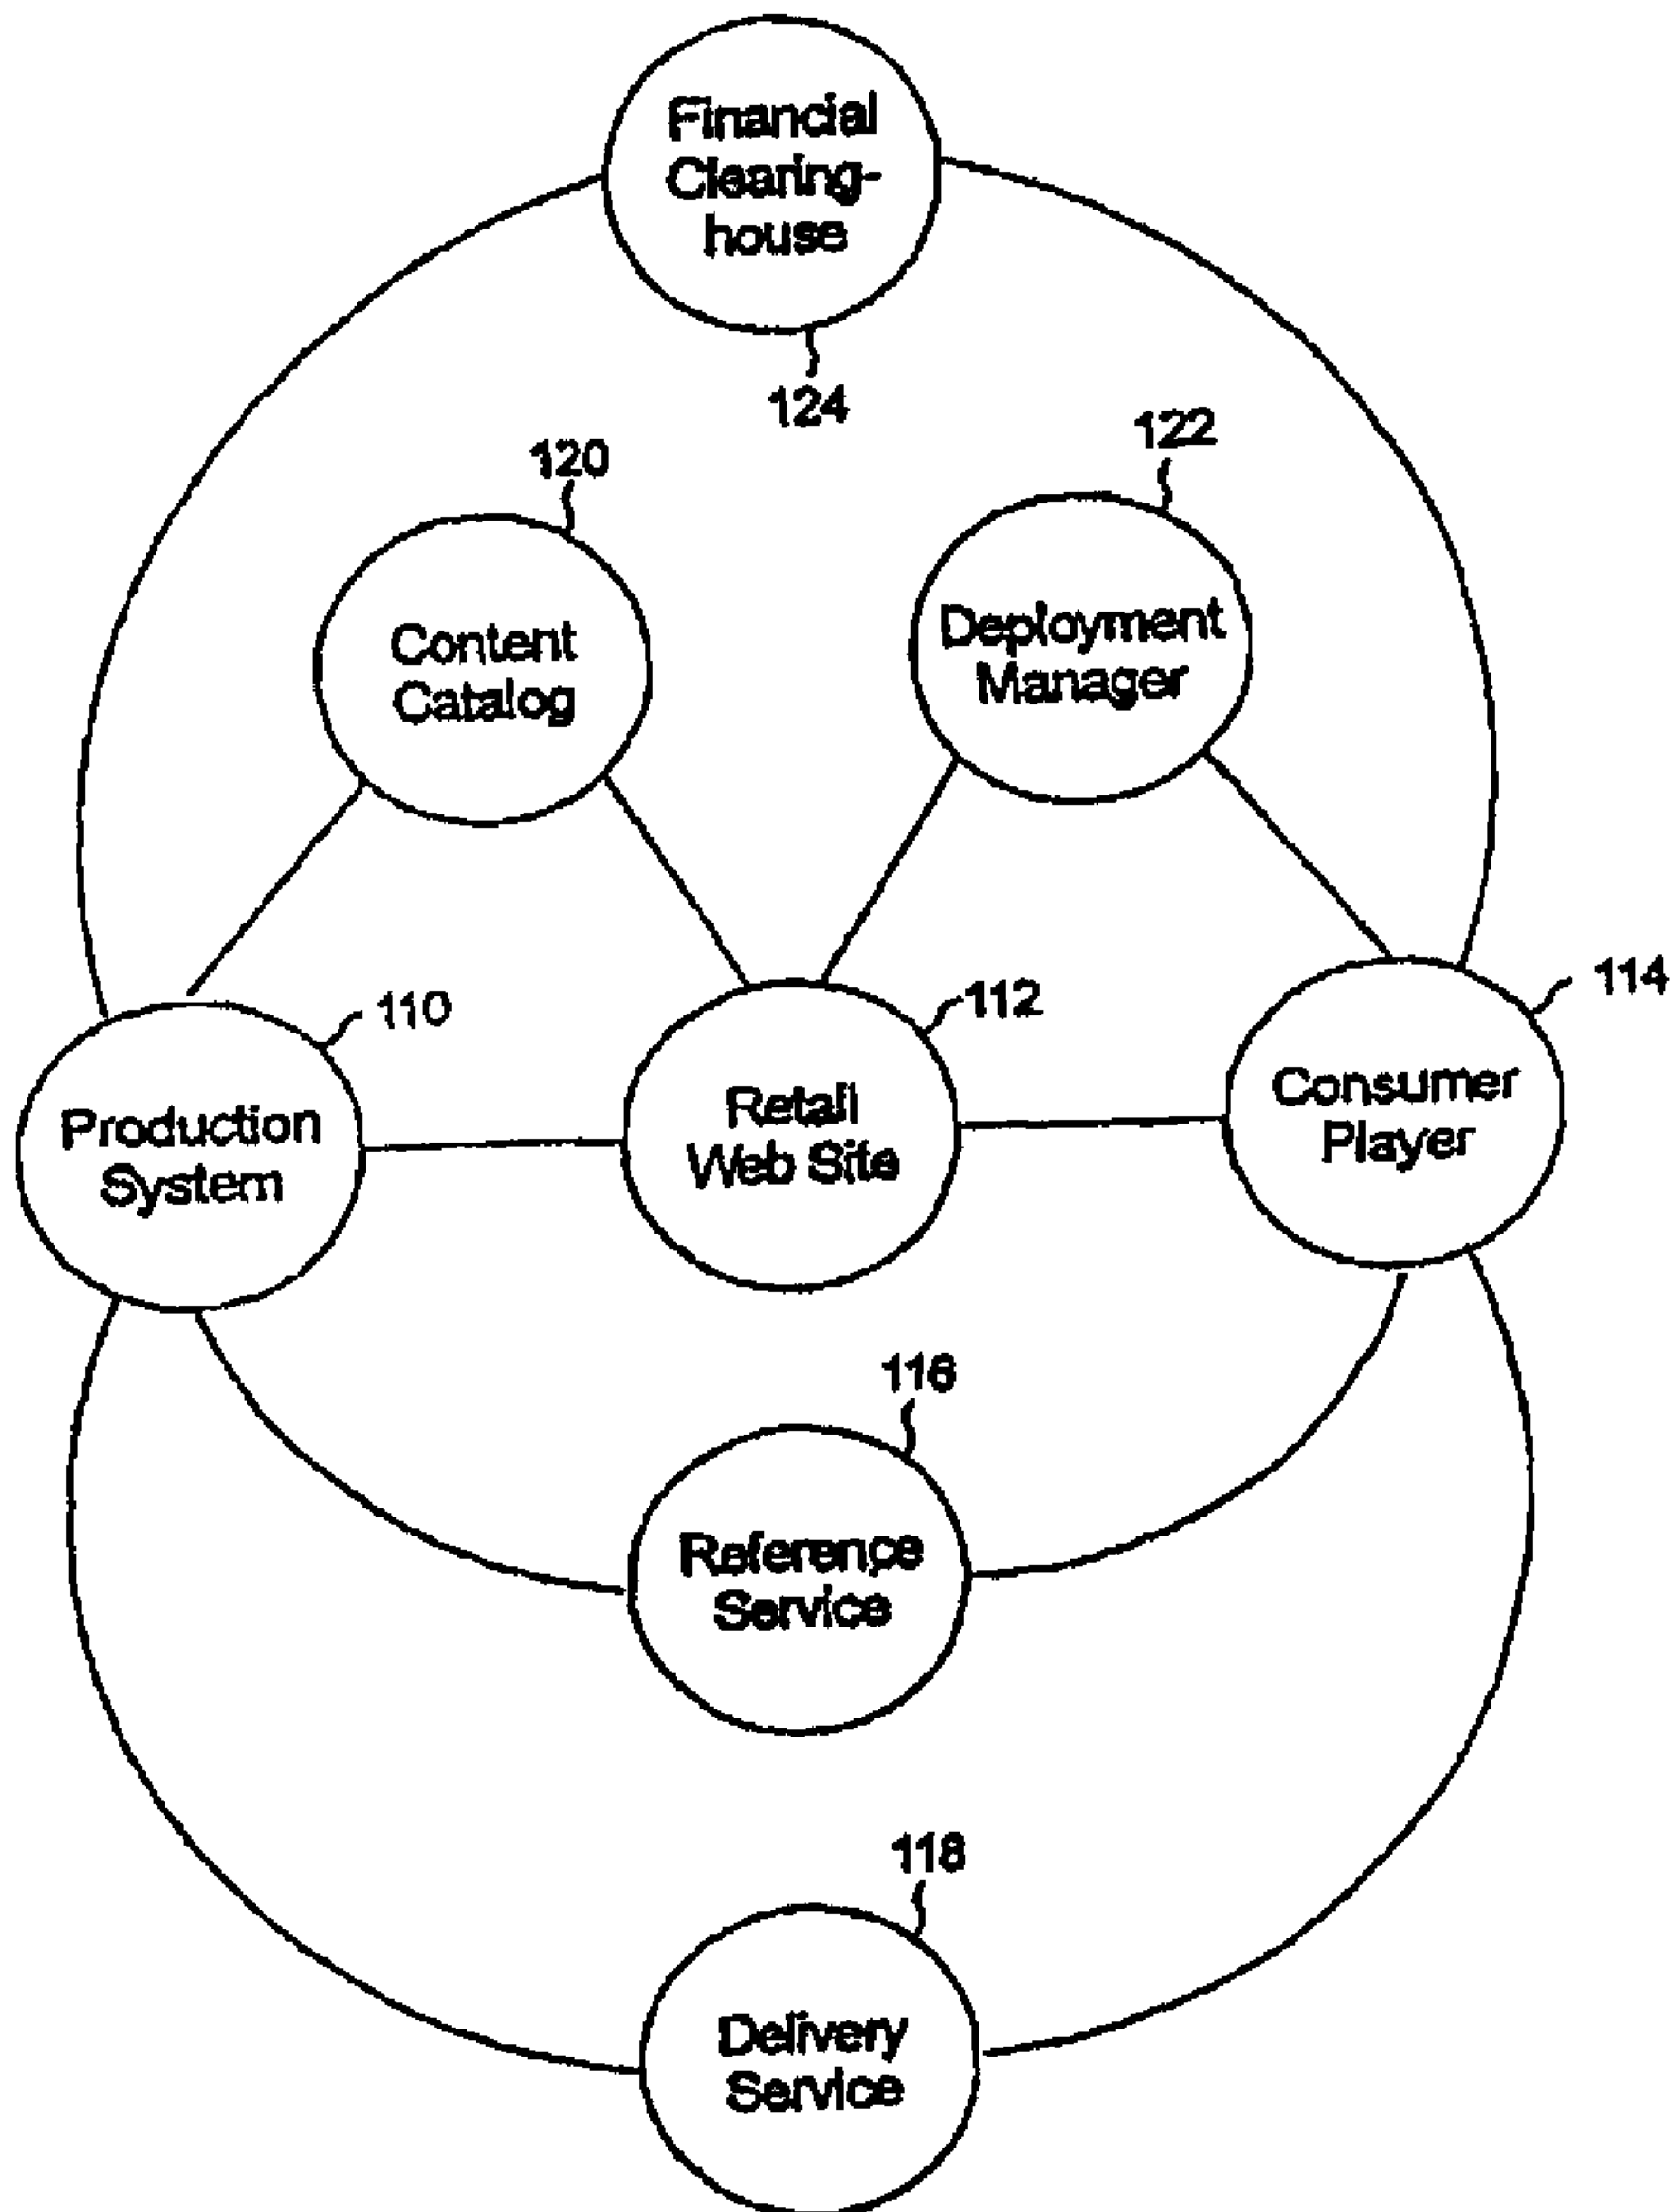 Financial
Clearing-
house
124
122
120
Content
Catalog
Deployment
Manager
110
112
114
Production
System
Retail
Web Site
Consumer
Player
116
Reference
Service
118
Delivery
Service